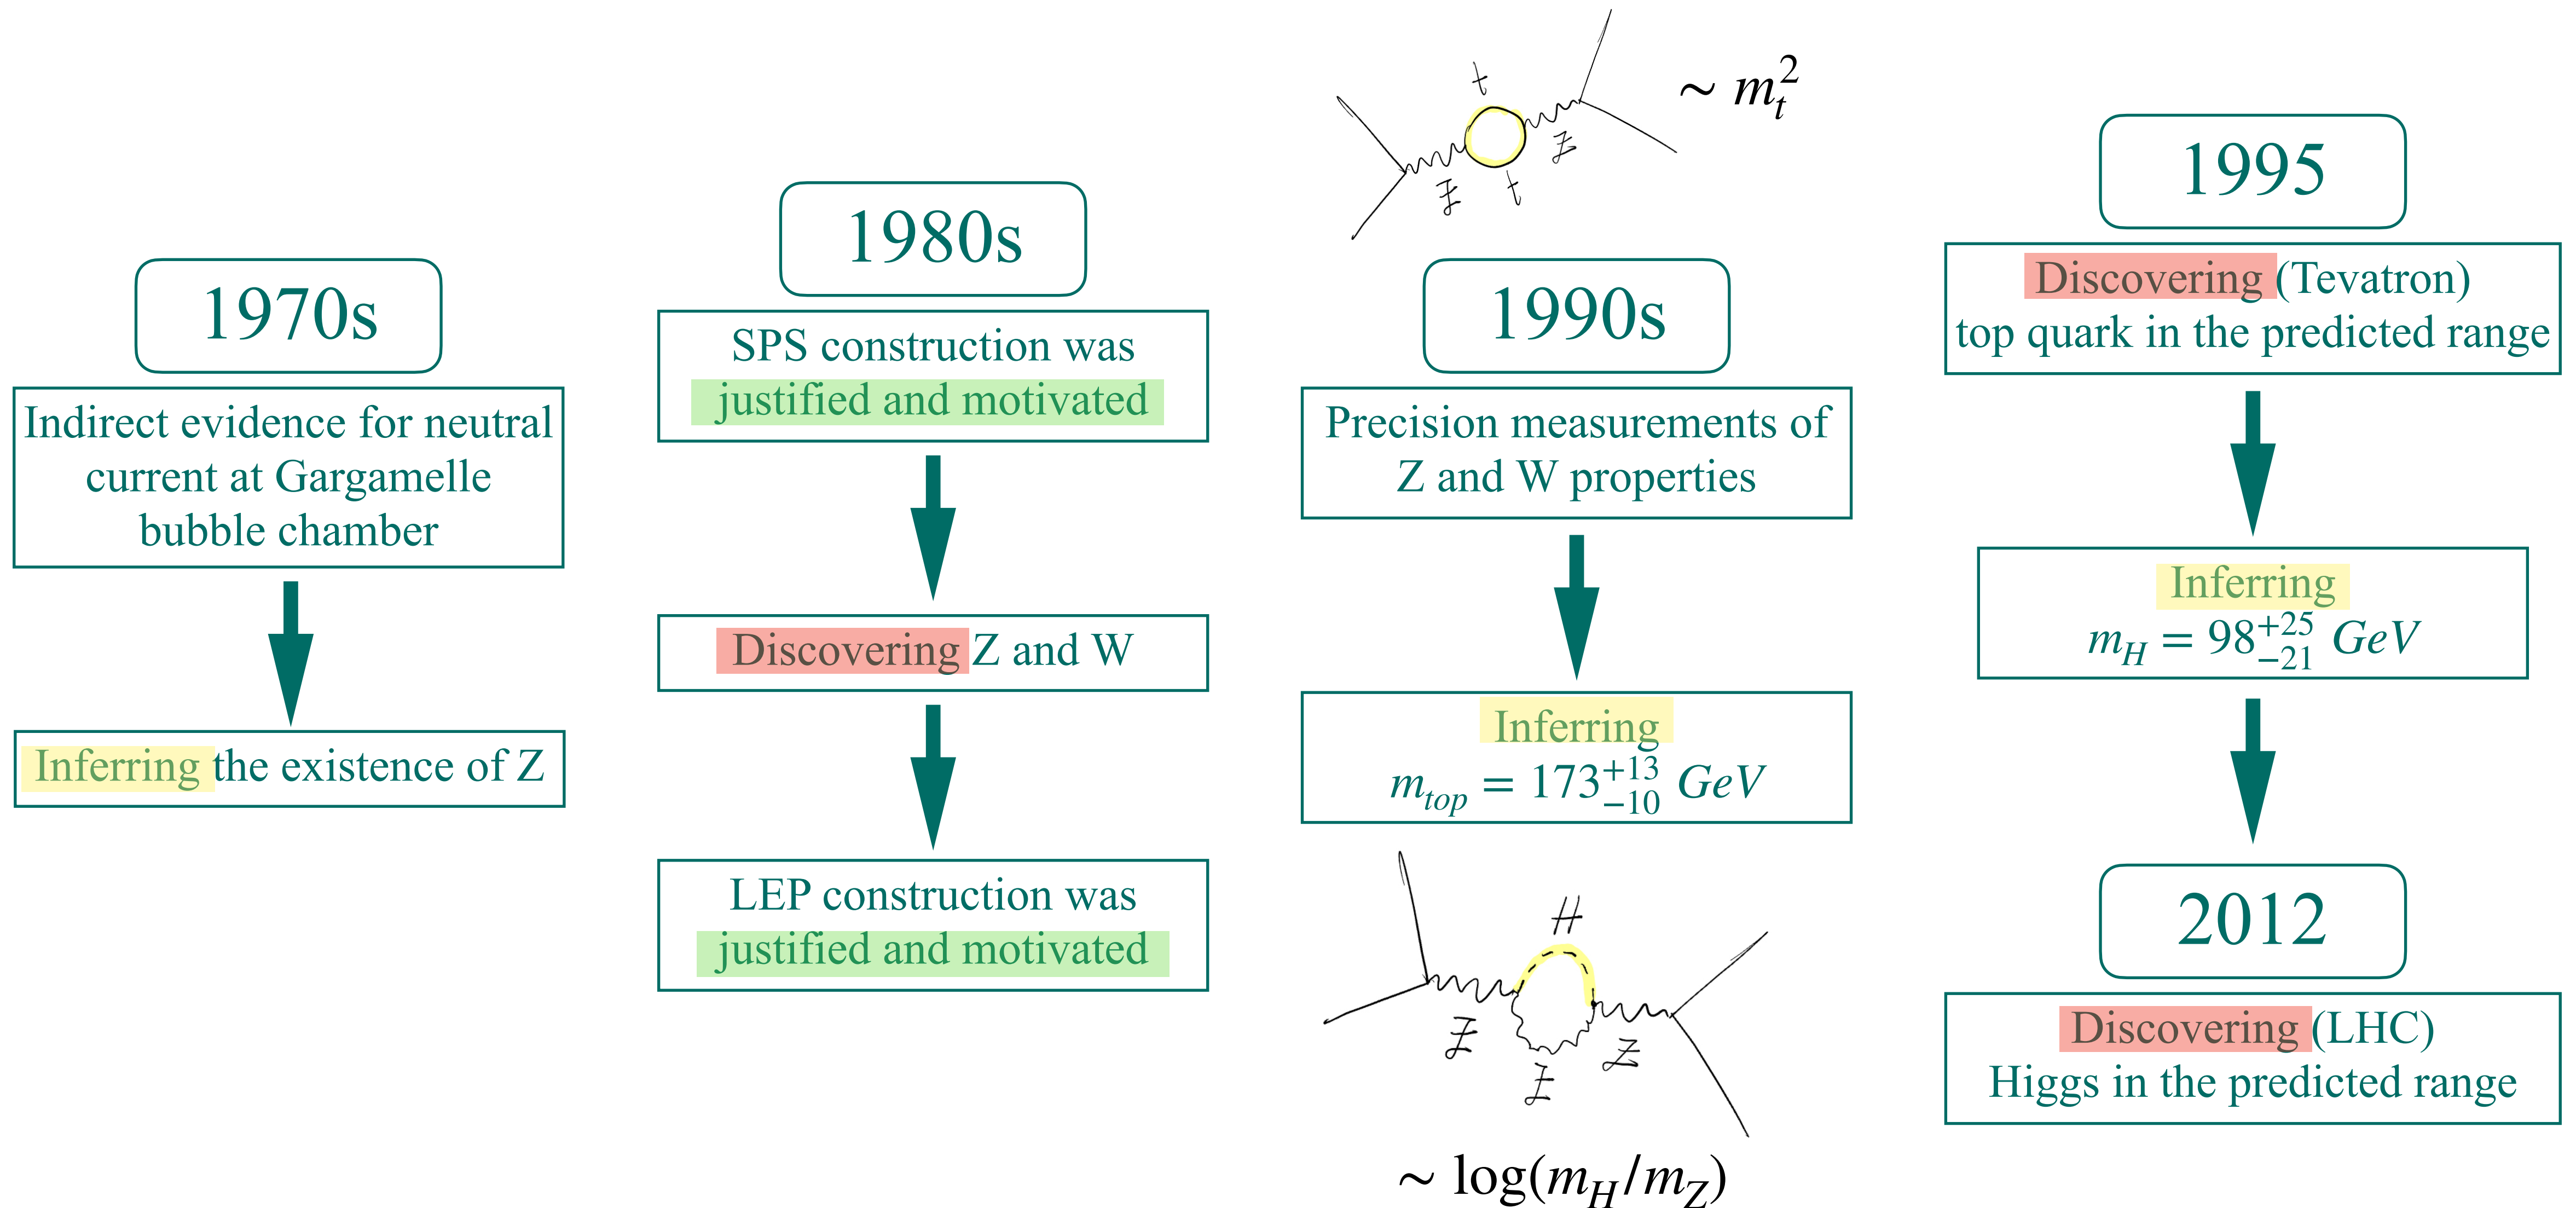 1970s
Indirect evidence for neutral
current at Gargamelle
bubble chamber
Inferring the existence of Z
1980s
SPS construction was
justified and motivated
Discovering Z and W
LEP construction was
justified and motivated
t
Z
t
Z
∼ m_t^2
1990s
Precision measurements of
Z and W properties
Inferring
m_{top} = 173^{+13}_{−10} GeV
H
Z
Z
Z
∼ log(m_H/m_Z)
1995
Discovering (Tevatron)
top quark in the predicted range
Inferring
m_H = 98^{+25}_{−21} GeV
2012
Discovering (LHC)
Higgs in the predicted range